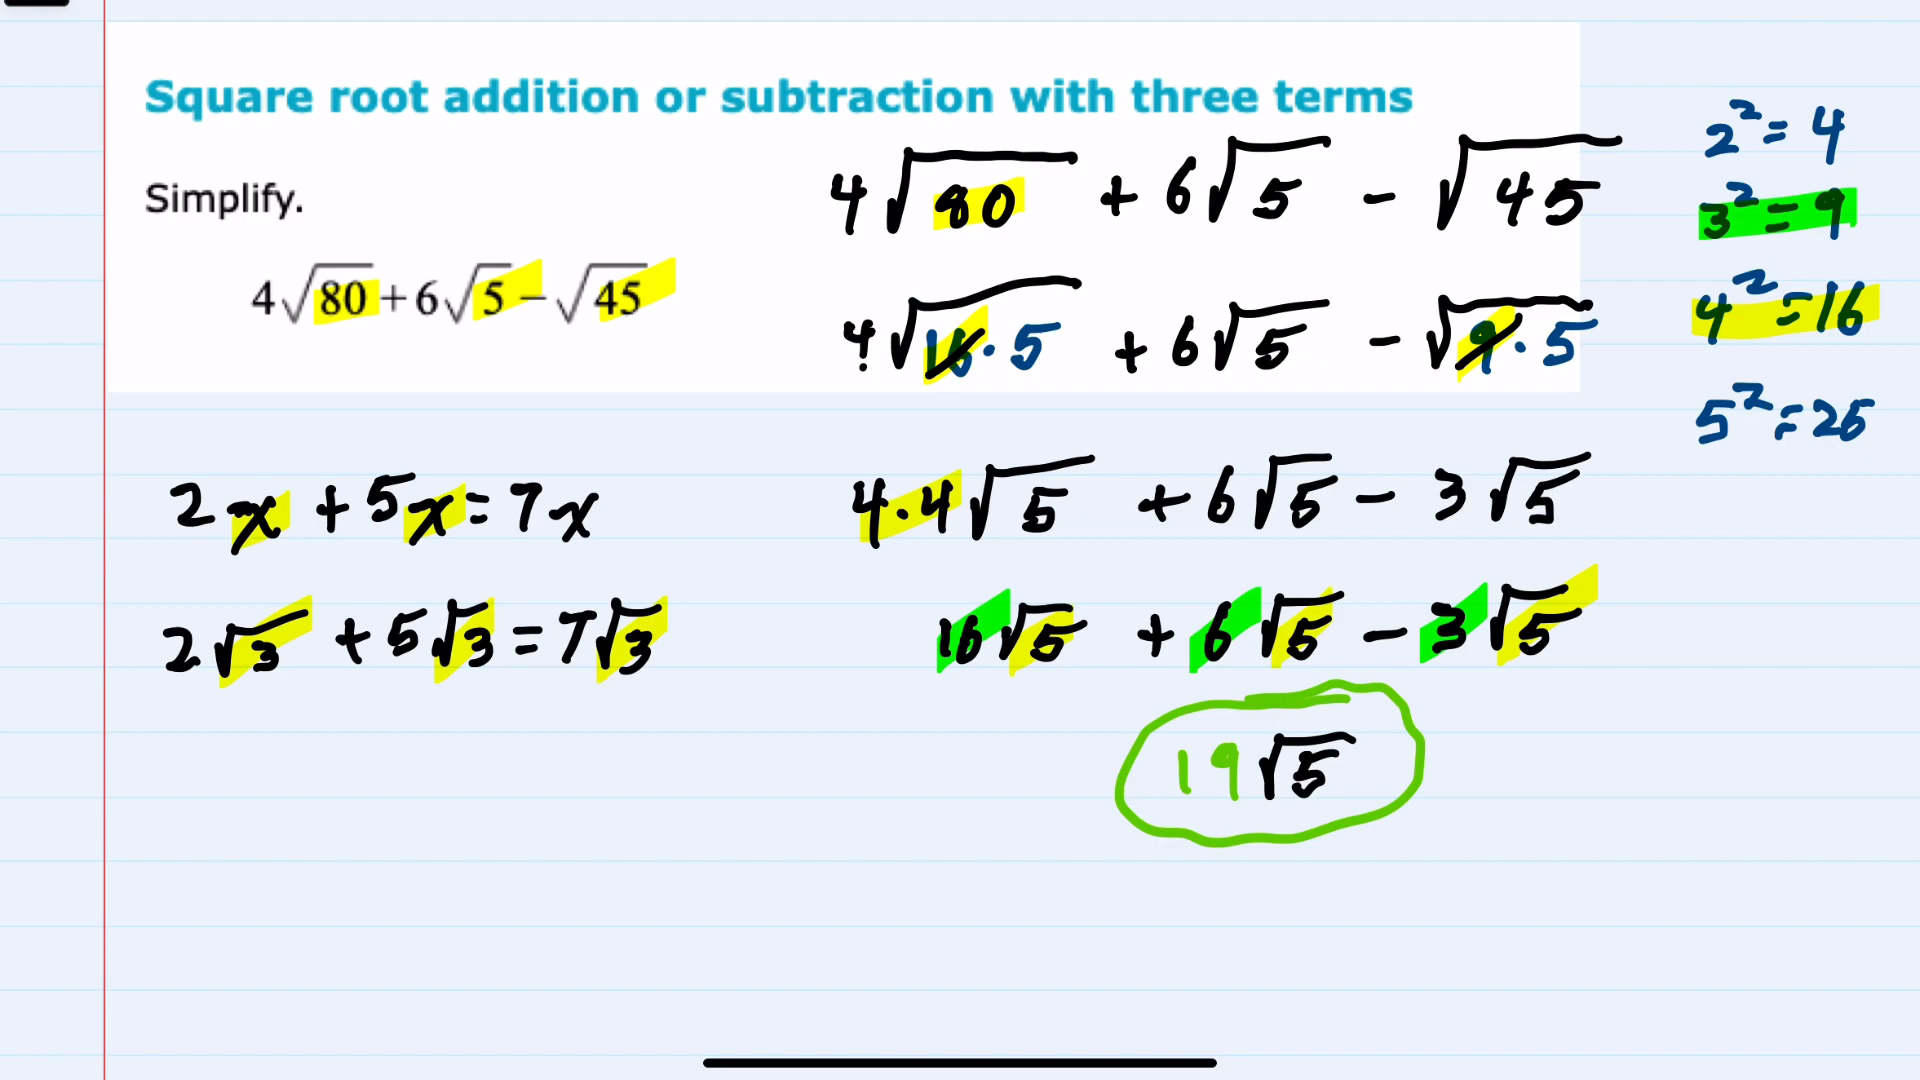 Square root addition or subtraction with three terms
Simplify.
4√80 + 6√5 − √45
4√80 + 6√5 − √45
4·√16·5 + 6√5 − √9·5
4·4√5 + 6√5 − 3√5
16√5 + 6√5 − 3√5
19√5
2x + 5x = 7x
2√3 + 5√3 = 7√3
2² = 4
3² = 9
4² = 16
5² = 25